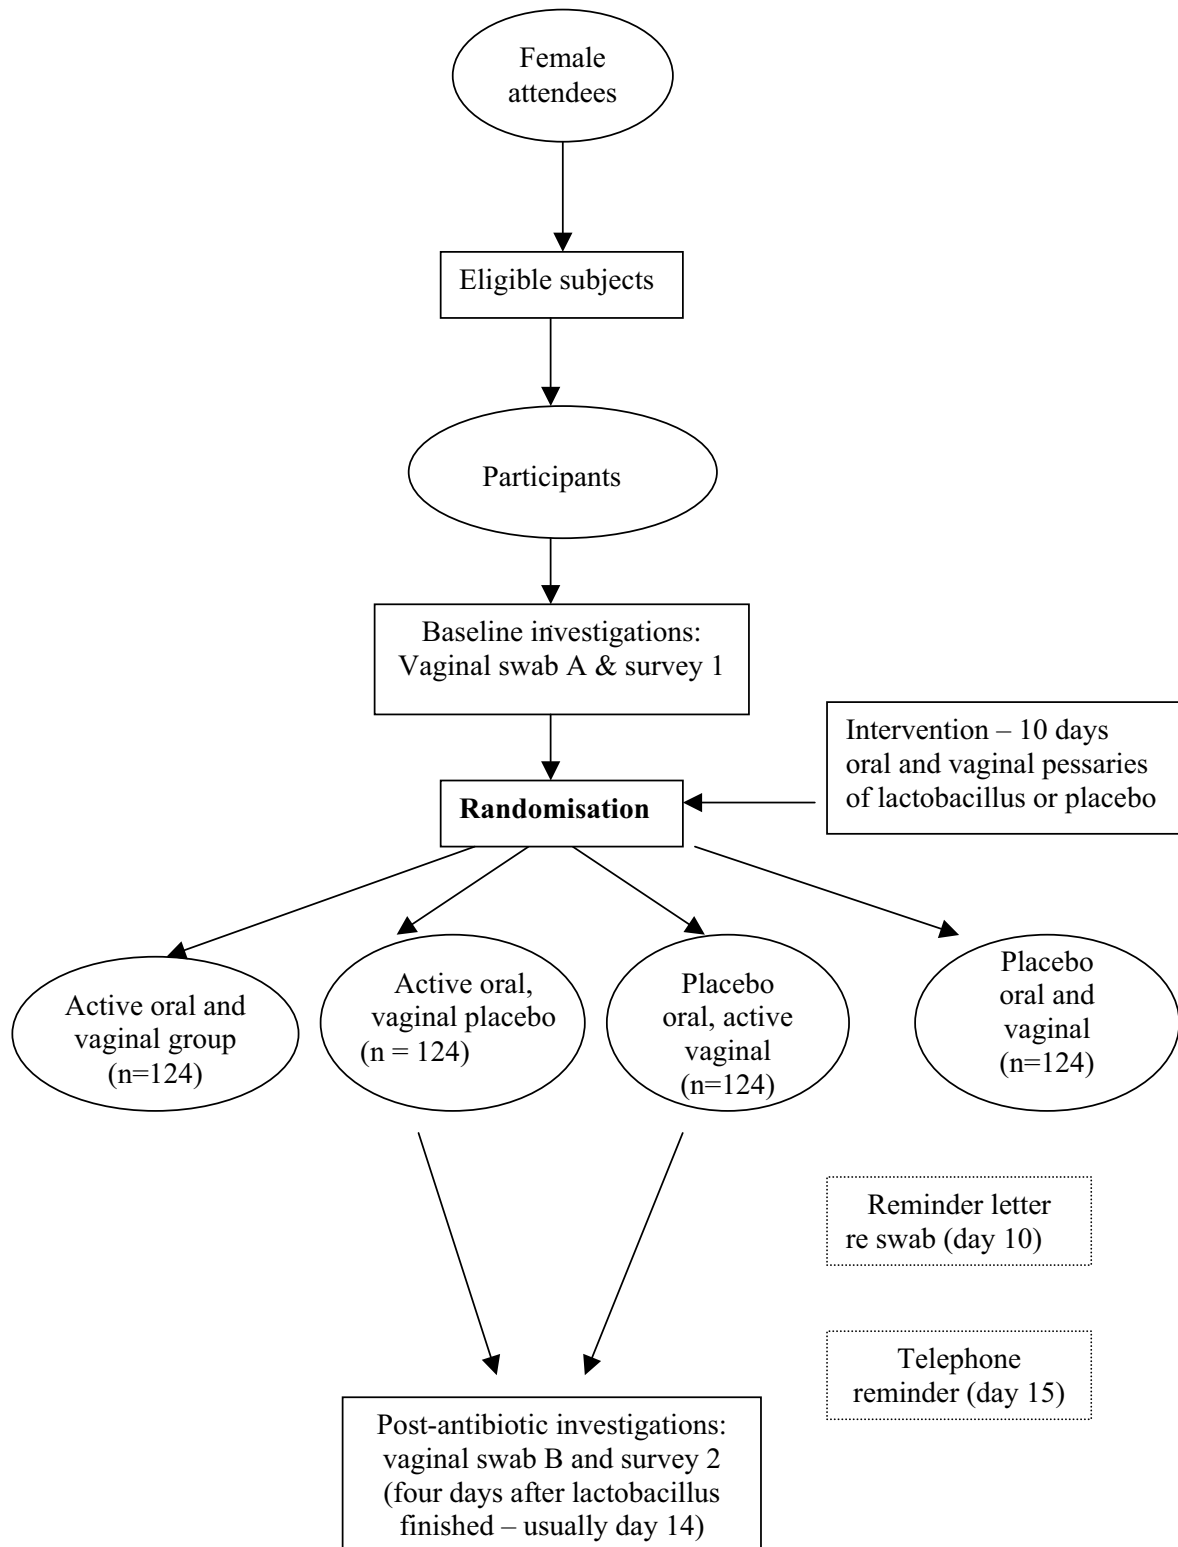 Female
attendees
Eligible subjects
Participants
Baseline investigations:
Vaginal swab A & survey 1
Intervention – 10 days
oral and vaginal pessaries
of lactobacillus or placebo
Randomisation
Active oral and
vaginal group
(n=124)
Active oral,
vaginal placebo
(n = 124)
Placebo
oral, active
vaginal
(n=124)
Placebo
oral and
vaginal
(n=124)
Reminder letter
re swab (day 10)
Telephone
reminder (day 15)
Post-antibiotic investigations:
vaginal swab B and survey 2
(four days after lactobacillus
finished – usually day 14)